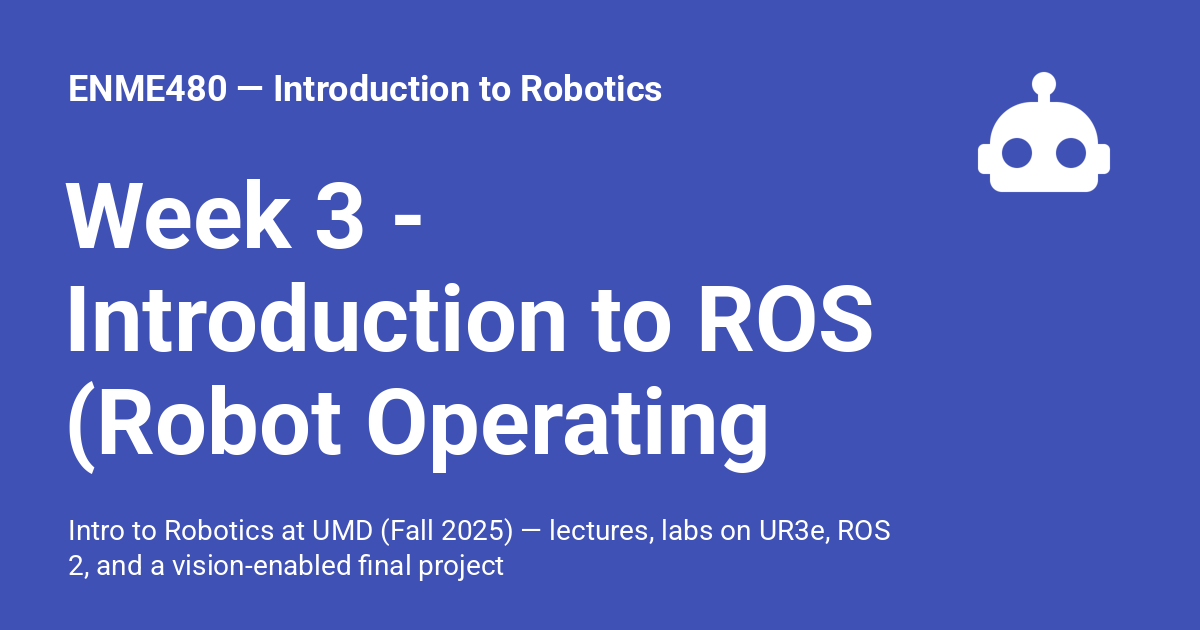 ENME480 — Introduction to Robotics
Week 3 -
Introduction to ROS
(Robot Operating
Intro to Robotics at UMD (Fall 2025) — lectures, labs on UR3e, ROS
2, and a vision-enabled final project